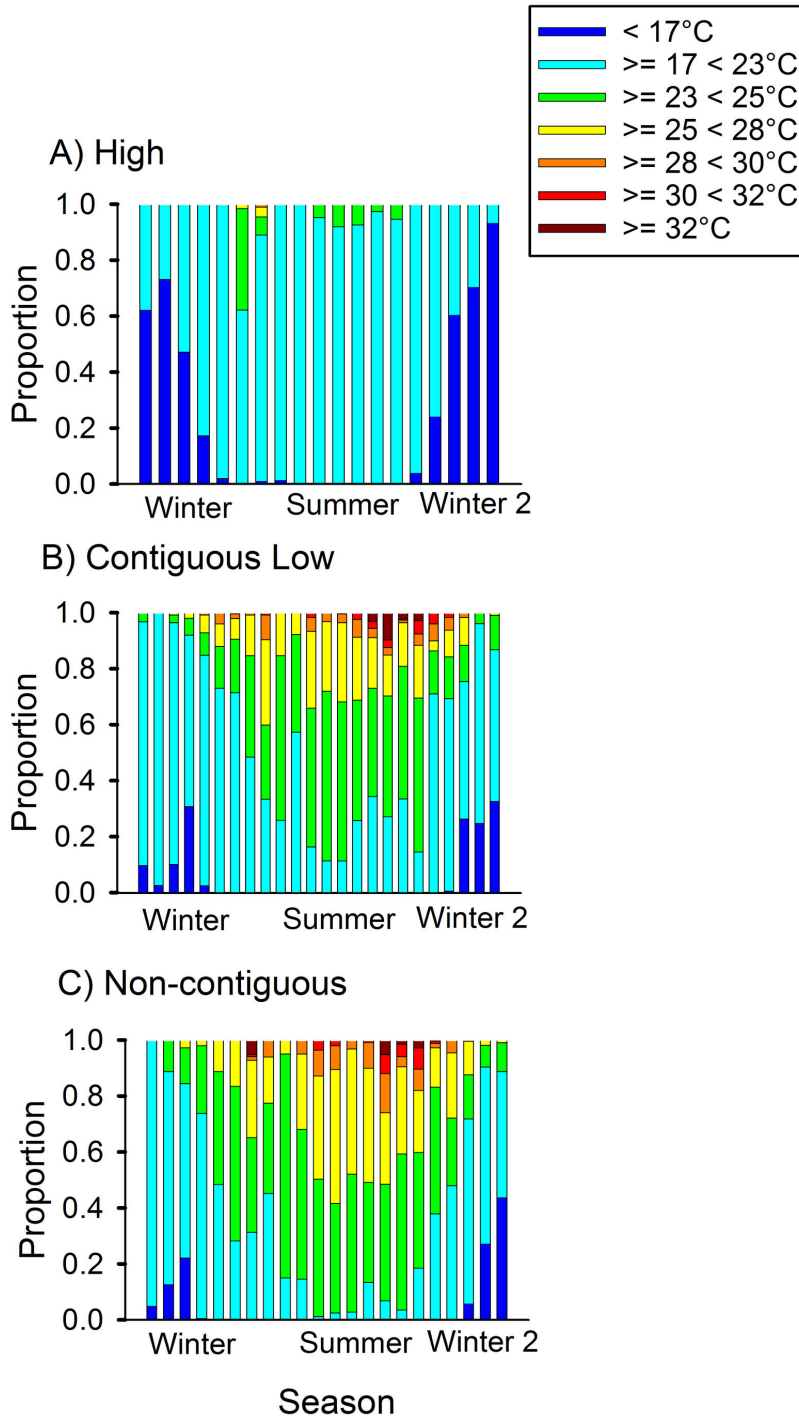 < 17°C
>= 17 < 23°C
>= 23 < 25°C
>= 25 < 28°C
>= 28 < 30°C
>= 30 < 32°C
>= 32°C
A) High
1.0
0.8
0.6
0.4
0.2
0.0
Proportion
Winter Summer Winter 2
B) Contiguous Low
1.0
0.8
0.6
0.4
0.2
0.0
Proportion
Winter Summer Winter 2
C) Non-contiguous
1.0
0.8
0.6
0.4
0.2
0.0
Proportion
Winter Summer Winter 2
Season